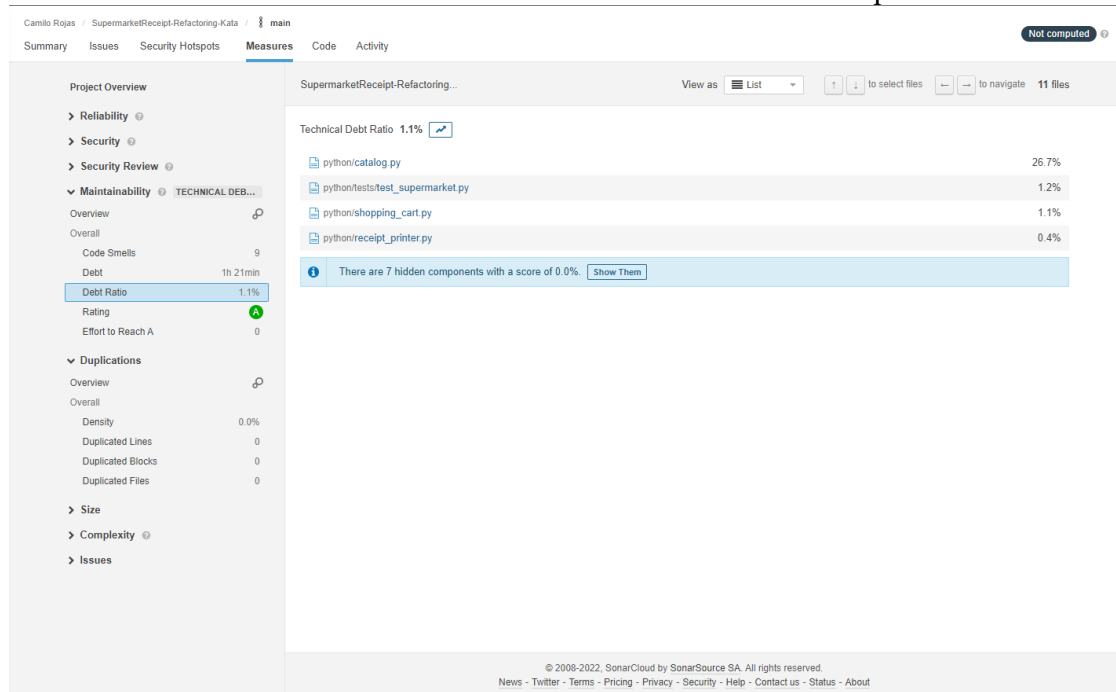 Camilo Rojas / SupermarketReceipt-Refactoring-Kata / main
Not computed
Summary Issues Security Hotspots Measures Code Activity
Project Overview
Reliability
Security
Security Review
Maintainability TECHNICAL DEB...
Overview
Overall
Code Smells 9
Debt 1h 21min
Debt Ratio 1.1%
Rating A
Effort to Reach A 0
Duplications
Overview
Overall
Density 0.0%
Duplicated Lines 0
Duplicated Blocks 0
Duplicated Files 0
Size
Complexity
Issues
SupermarketReceipt-Refactoring... View as List ↑ ↓ to select files ← → to navigate 11 files
Technical Debt Ratio 1.1%
python/catalog.py 26.7%
python/tests/test_supermarket.py 1.2%
python/shopping_cart.py 1.1%
python/receipt_printer.py 0.4%
There are 7 hidden components with a score of 0.0%. Show Them
© 2008-2022, SonarCloud by SonarSource SA. All rights reserved.
News - Twitter - Terms - Pricing - Privacy - Security - Help - Contact us - Status - About